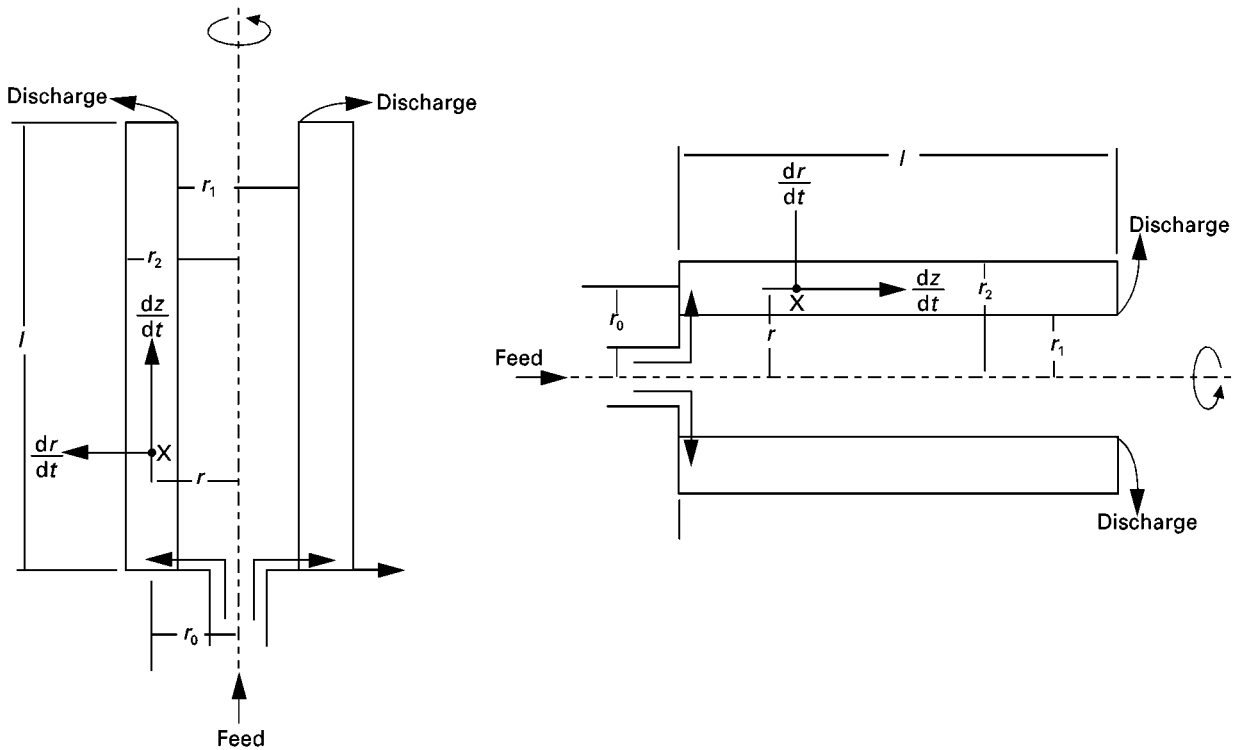 Discharge
Discharge
r₁
r₂
dz
dt
l
dr
dt
X
r
r₀
Feed
l
dr
dt
Discharge
X
dz
dt
r₂
r₀
r
r₁
Feed
Discharge